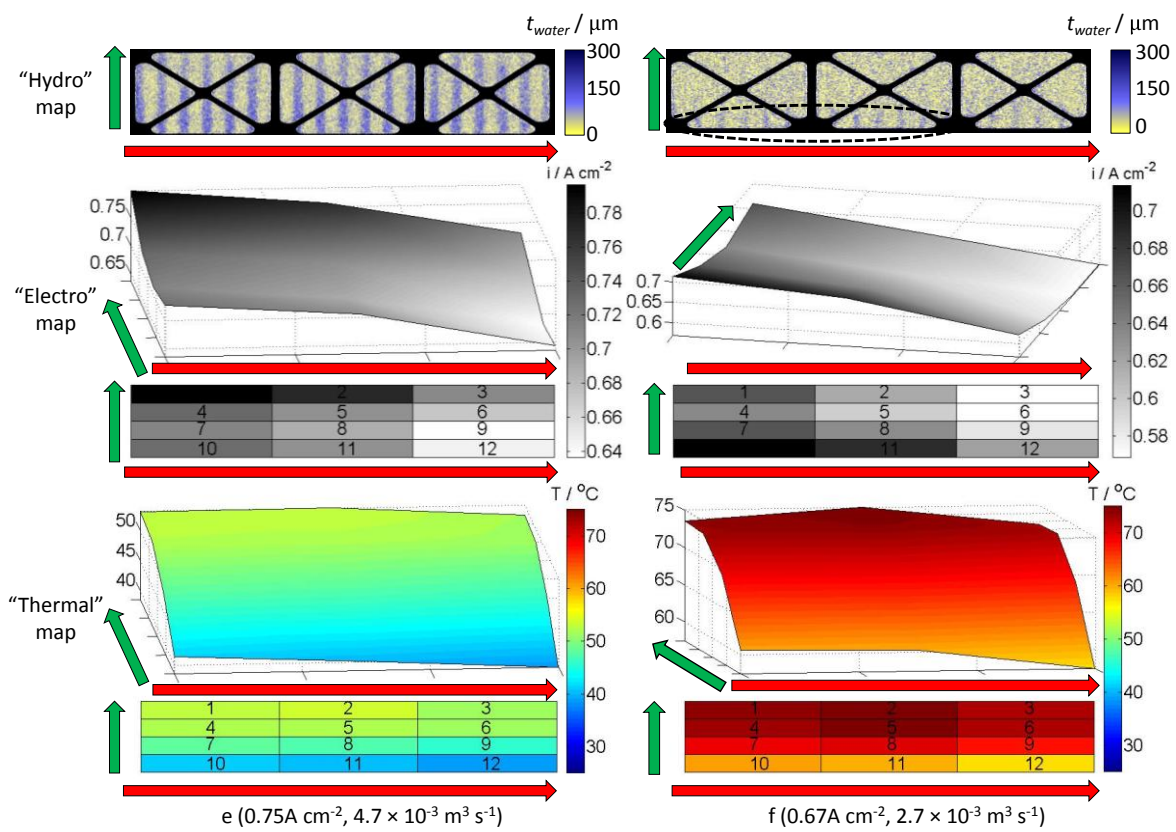 t_water / μm
300
150
0
"Hydro"
map
t_water / μm
300
150
0
i / A cm⁻²
0.78
0.76
0.74
0.72
0.7
0.68
0.66
0.64
0.75
0.7
0.65
"Electro"
map
1 2 3
4 5 6
7 8 9
10 11 12
i / A cm⁻²
0.7
0.68
0.66
0.64
0.62
0.6
0.58
0.7
0.65
0.6
4 5 6
7 8 9
11 12
T / °C
70
60
50
40
30
50
45
40
"Thermal"
map
1 2 3
4 5 6
7 8 9
10 11 12
T / °C
70
60
50
40
30
75
70
65
60
1 2 3
4 5 6
7 8 9
10 11 12
e (0.75A cm⁻², 4.7 × 10⁻³ m³ s⁻¹)
f (0.67A cm⁻², 2.7 × 10⁻³ m³ s⁻¹)